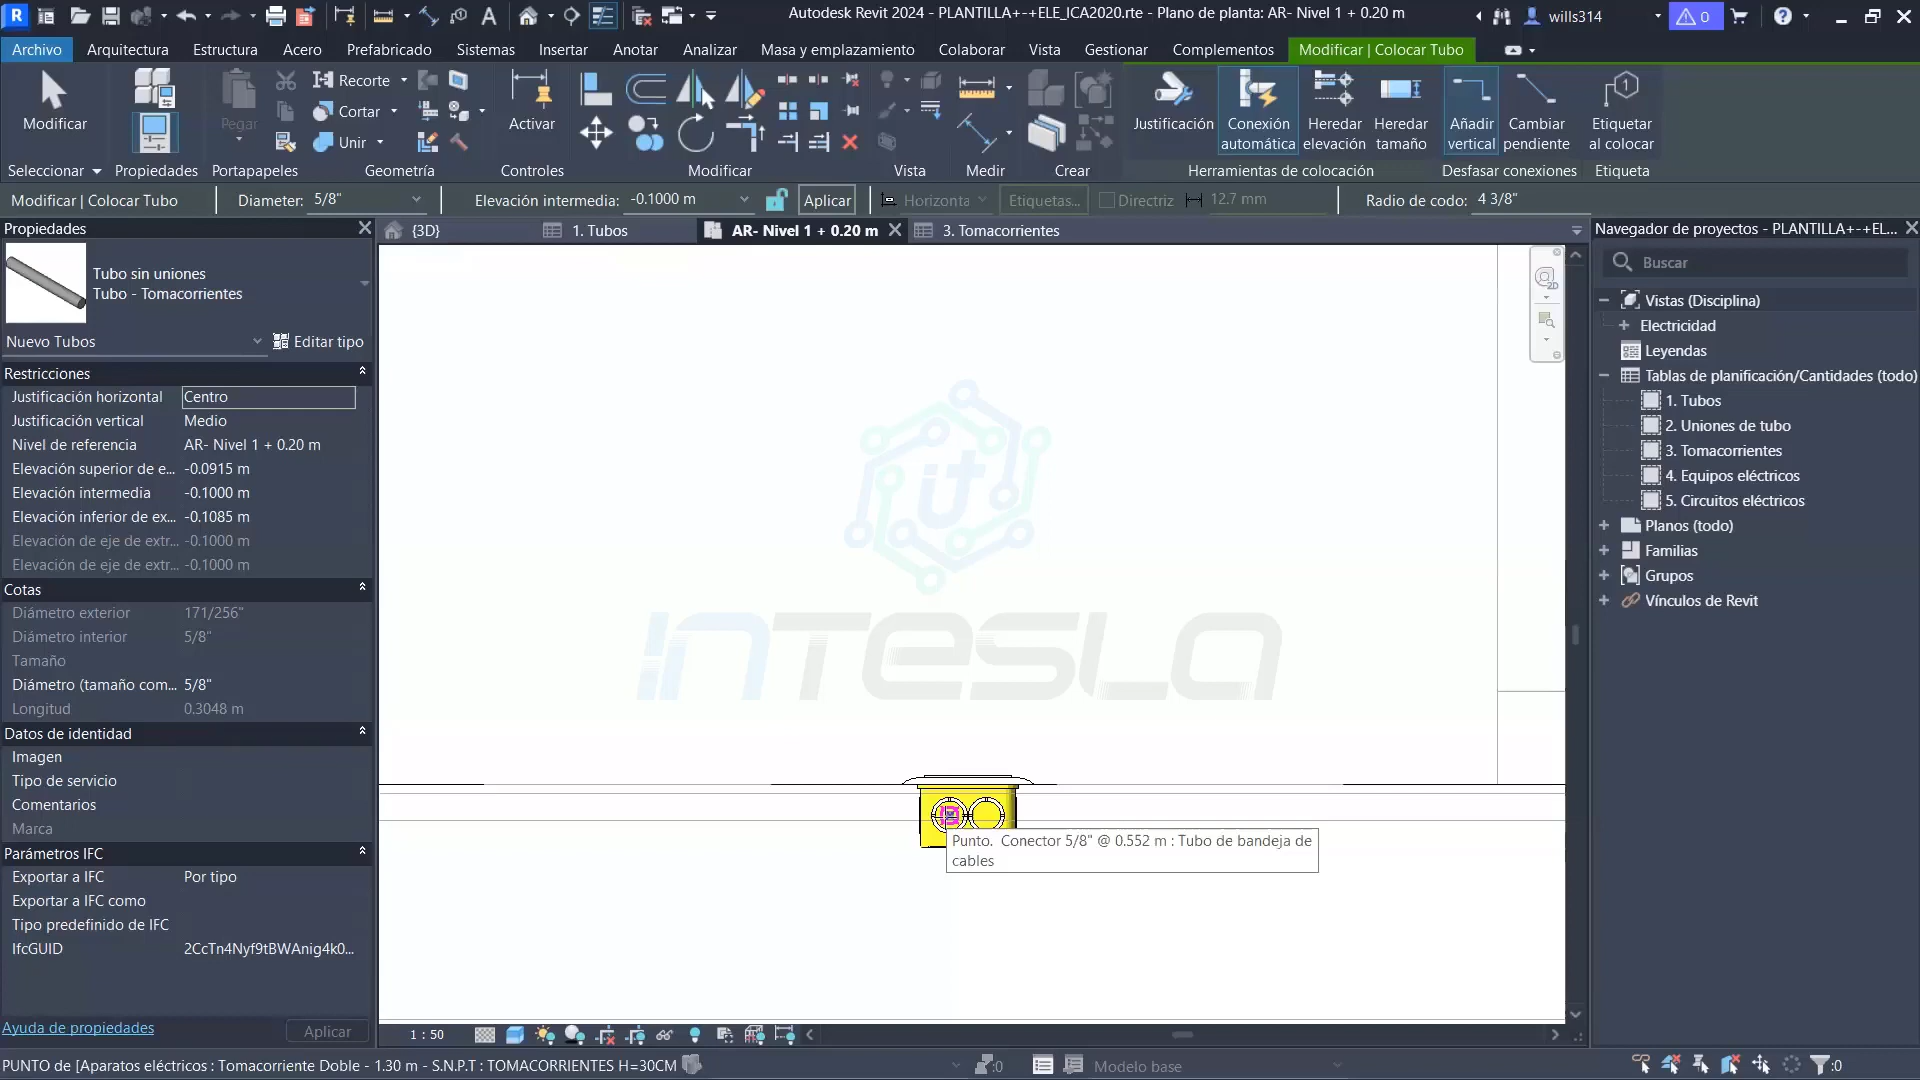 Autodesk Revit 2024 - PLANTILLA+-+ELE_ICA2020.rte - Plano de planta: AR- Nivel 1 + 0.20 m
wills314
0
Archivo Arquitectura Estructura Acero Prefabricado Sistemas Insertar Anotar Analizar Masa y emplazamiento Colaborar Vista Gestionar Complementos Modificar | Colocar Tubo
Modificar
Pegar
Recorte
Cortar
Unir
Activar
Justificación
Conexión automática
Heredar elevación
Heredar tamaño
Añadir vertical
Cambiar pendiente
Etiquetar al colocar
Seleccionar Propiedades Portapapeles Geometría Controles Modificar Vista Medir Crear Herramientas de colocación Desfasar conexiones Etiqueta
Modificar | Colocar Tubo Diameter: 5/8" Elevación intermedia: -0.1000 m Aplicar Horizonta Etiquetas... Directriz 12.7 mm Radio de codo: 4 3/8"
Propiedades
{3D} 1. Tubos AR- Nivel 1 + 0.20 m 3. Tomacorrientes
Navegador de proyectos - PLANTILLA+-+EL...
Tubo sin uniones
Tubo - Tomacorrientes
Nuevo Tubos Editar tipo
Restricciones
Justificación horizontal Centro
Justificación vertical Medio
Nivel de referencia AR- Nivel 1 + 0.20 m
Elevación superior de e... -0.0915 m
Elevación intermedia -0.1000 m
Elevación inferior de ex... -0.1085 m
Elevación de eje de extr... -0.1000 m
Elevación de eje de extr... -0.1000 m
Cotas
Diámetro exterior 171/256"
Diámetro interior 5/8"
Tamaño
Diámetro (tamaño com... 5/8"
Longitud 0.3048 m
Datos de identidad
Imagen
Tipo de servicio
Comentarios
Marca
Parámetros IFC
Exportar a IFC Por tipo
Exportar a IFC como
Tipo predefinido de IFC
IfcGUID 2CcTn4Nyf9tBWAnig4k0...
Ayuda de propiedades Aplicar
it
INTESLA
2D
Punto. Conector 5/8" @ 0.552 m : Tubo de bandeja de
cables
Buscar
Vistas (Disciplina)
Electricidad
Leyendas
Tablas de planificación/Cantidades (todo)
1. Tubos
2. Uniones de tubo
3. Tomacorrientes
4. Equipos eléctricos
5. Circuitos eléctricos
Planos (todo)
Familias
Grupos
Vínculos de Revit
1 : 50
PUNTO de [Aparatos eléctricos : Tomacorriente Doble - 1.30 m - S.N.P.T : TOMACORRIENTES H=30CM
:0
Modelo base
:0